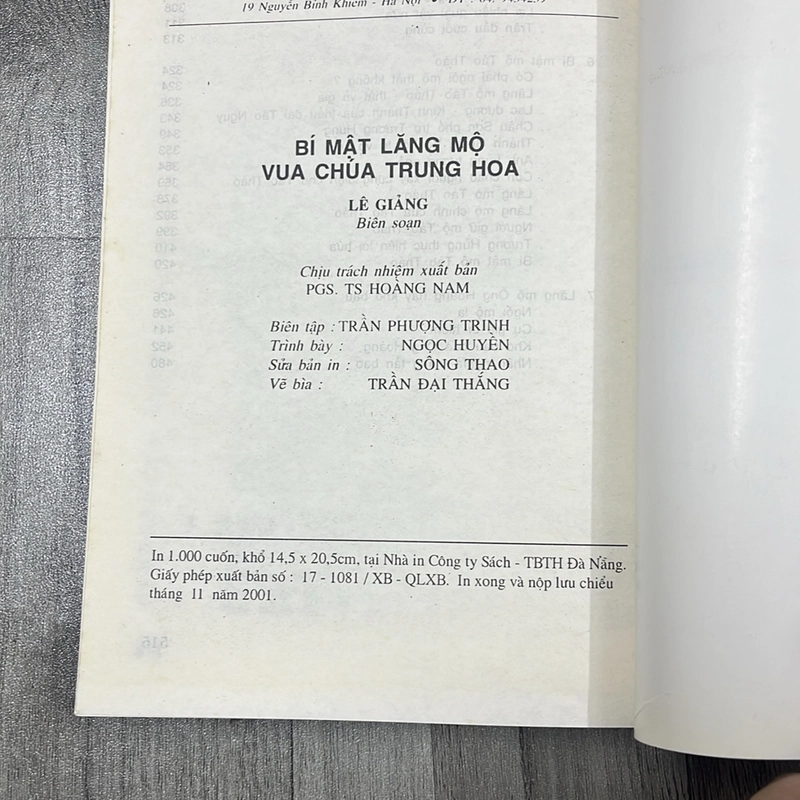 19 Nguyễn Bỉnh Khiêm - Hà Nội
BÍ MẬT LĂNG MỘ
VUA CHÚA TRUNG HOA
LÊ GIẢNG
Biên soạn
Chịu trách nhiệm xuất bản
PGS. TS HOÀNG NAM
Biên tập : TRẦN PHƯỢNG TRINH
Trình bày : NGỌC HUYỀN
Sửa bản in : SÔNG THAO
Vẽ bìa : TRẦN ĐẠI THẮNG
In 1.000 cuốn, khổ 14,5 x 20,5cm, tại Nhà in Công ty Sách - TBTH Đà Nẵng.
Giấy phép xuất bản số : 17 - 1081 / XB - QLXB. In xong và nộp lưu chiểu
tháng 11 năm 2001.